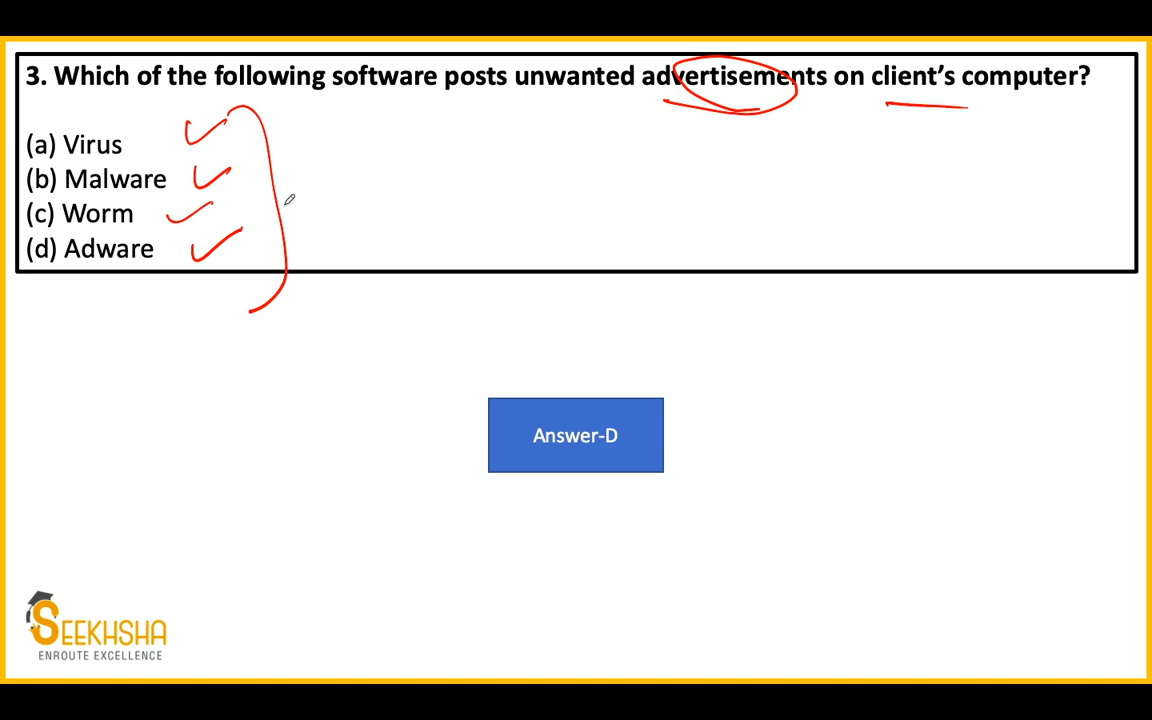 3. Which of the following software posts unwanted advertisements on client’s computer?
(a) Virus
(b) Malware
(c) Worm
(d) Adware
Answer-D
SEEKHSHA
ENROUTE EXCELLENCE